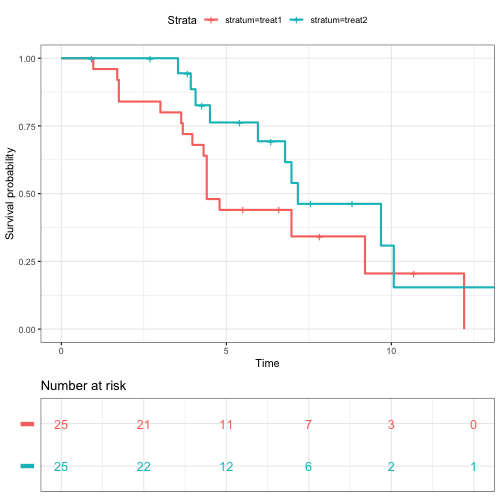 Strata stratum=treat1 stratum=treat2
1.00
0.75
0.50
0.25
0.00
Survival probability
0 5 10
Time
Number at risk
25 21 11 7 3 0
25 22 12 6 2 1